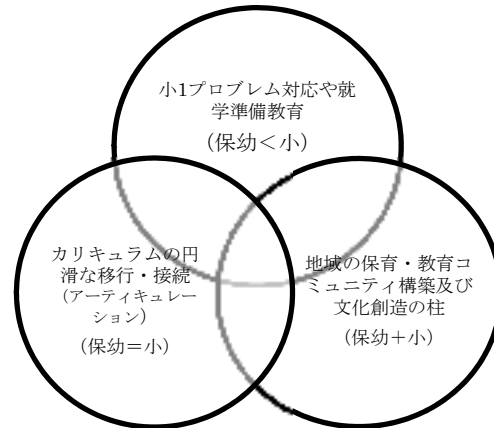 小1プロブレム対応や就
学準備教育
（保幼＜小）
カリキュラムの円
滑な移行・接続
（アーティキュレー
ション）
（保幼＝小）
地域の保育・教育コ
ミュニティ構築及び
文化創造の柱
（保幼＋小）